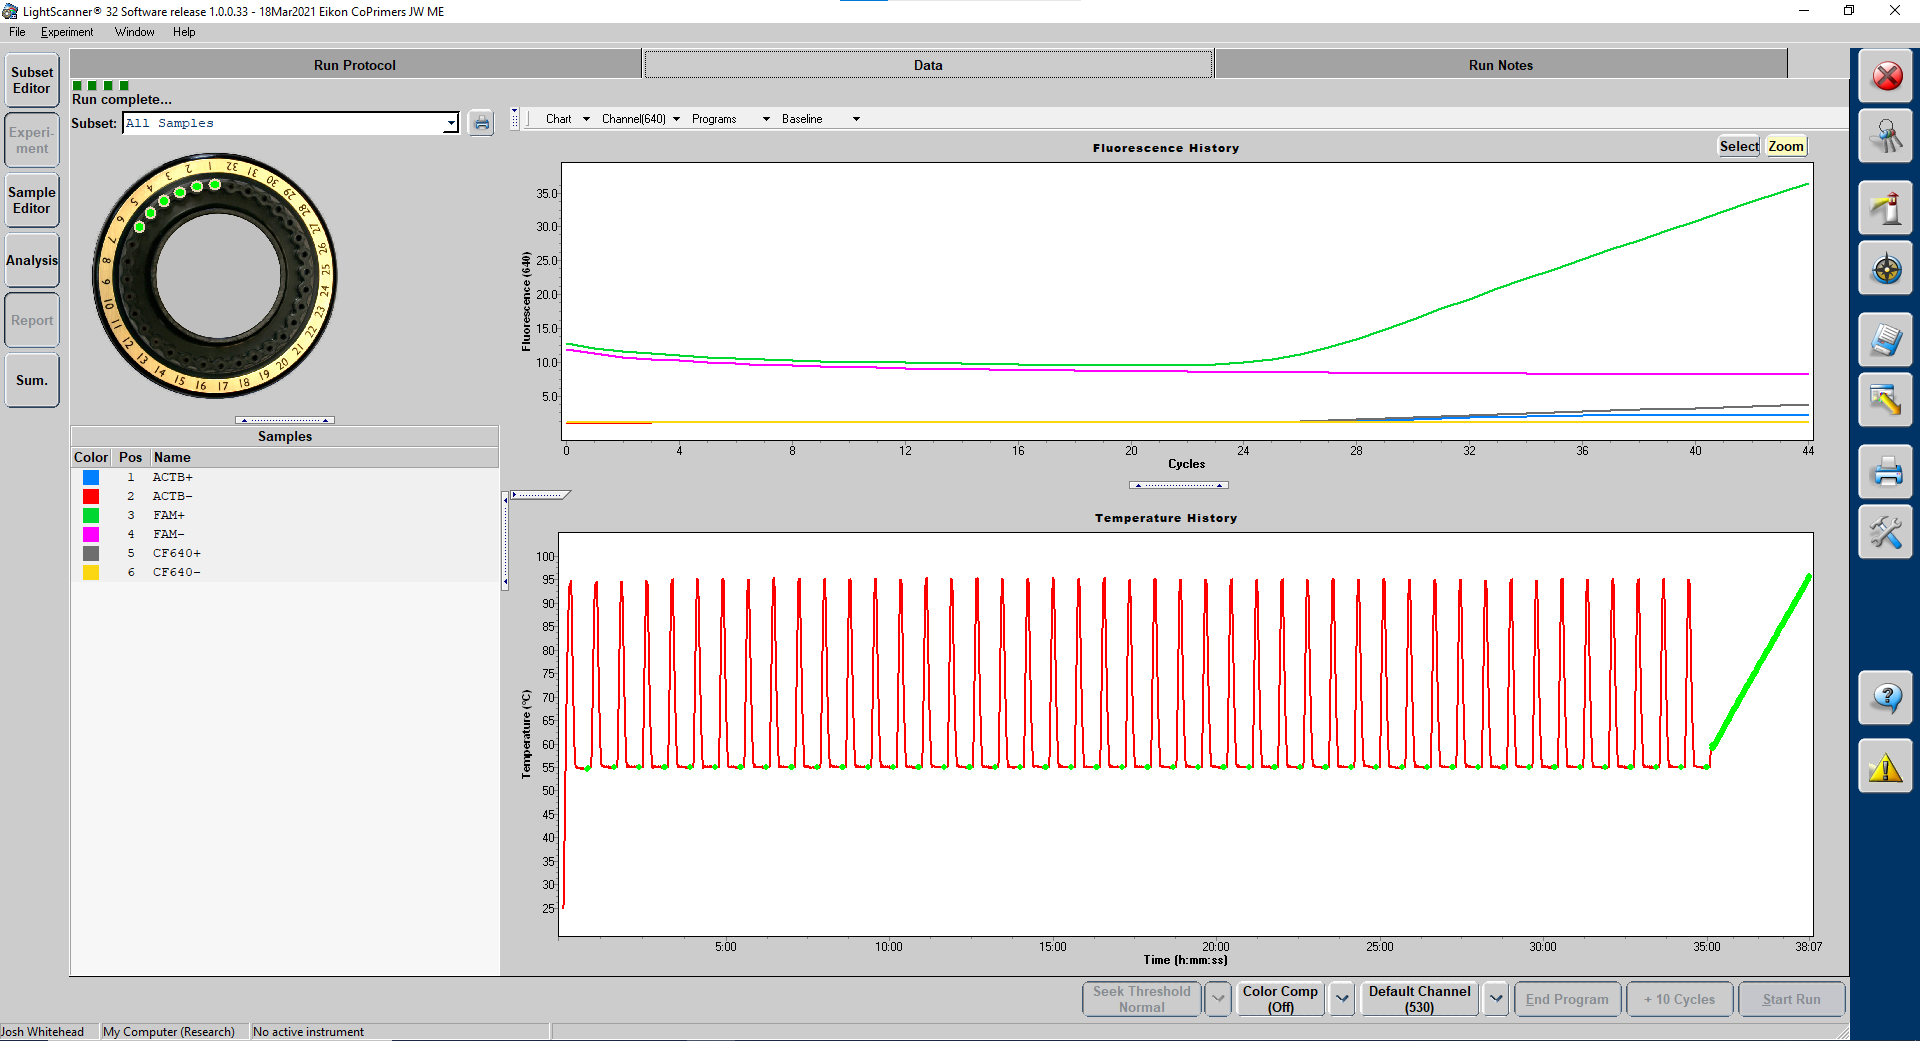 LightScanner® 32 Software release 1.0.0.33 - 18Mar2021 Eikon CoPrimers JW ME
File Experiment Window Help
Subset Editor
Experi-ment
Sample Editor
Analysis
Report
Sum.
Run Protocol
Data
Run Notes
Run complete...
Subset: All Samples
1 2 3 4 5 6 7 8 9 10 11 12 13 14 15 16 17 18 19 20 21 22 23 24 25 26 27 28 29 30 31 32
Samples
Color Pos Name
1 ACTB+
2 ACTB-
3 FAM+
4 FAM-
5 CF640+
6 CF640-
Chart Channel(640) Programs Baseline
Fluorescence History
Select Zoom
Fluorescence (640)
35.0
30.0
25.0
20.0
15.0
10.0
5.0
0 4 8 12 16 20 24 28 32 36 40 44
Cycles
Temperature History
Temperature (°C)
100
95
90
85
80
75
70
65
60
55
50
45
40
35
30
25
5:00 10:00 15:00 20:00 25:00 30:00 35:00 38:07
Time (h:mm:ss)
Seek Threshold
Normal
Color Comp
(Off)
Default Channel
(530)
End Program
+ 10 Cycles
Start Run
Josh Whitehead My Computer (Research) No active instrument